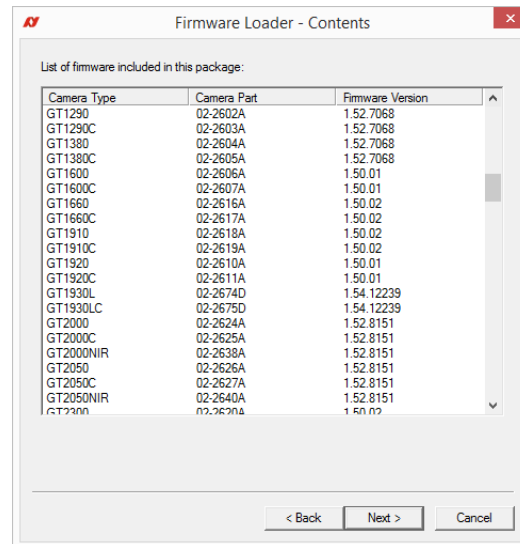 Firmware Loader - Contents
List of firmware included in this package:
Camera Type Camera Part Firmware Version
GT1290 02-2602A 1.52.7068
GT1290C 02-2603A 1.52.7068
GT1380 02-2604A 1.52.7068
GT1380C 02-2605A 1.52.7068
GT1600 02-2606A 1.50.01
GT1600C 02-2607A 1.50.01
GT1660 02-2616A 1.50.02
GT1660C 02-2617A 1.50.02
GT1910 02-2618A 1.50.02
GT1910C 02-2619A 1.50.02
GT1920 02-2610A 1.50.01
GT1920C 02-2611A 1.50.01
GT1930L 02-2674D 1.54.12239
GT1930LC 02-2675D 1.54.12239
GT2000 02-2624A 1.52.8151
GT2000C 02-2625A 1.52.8151
GT2000NIR 02-2638A 1.52.8151
GT2050 02-2626A 1.52.8151
GT2050C 02-2627A 1.52.8151
GT2050NIR 02-2640A 1.52.8151
GT2300 02-2620A 1.50.02
< Back Next > Cancel